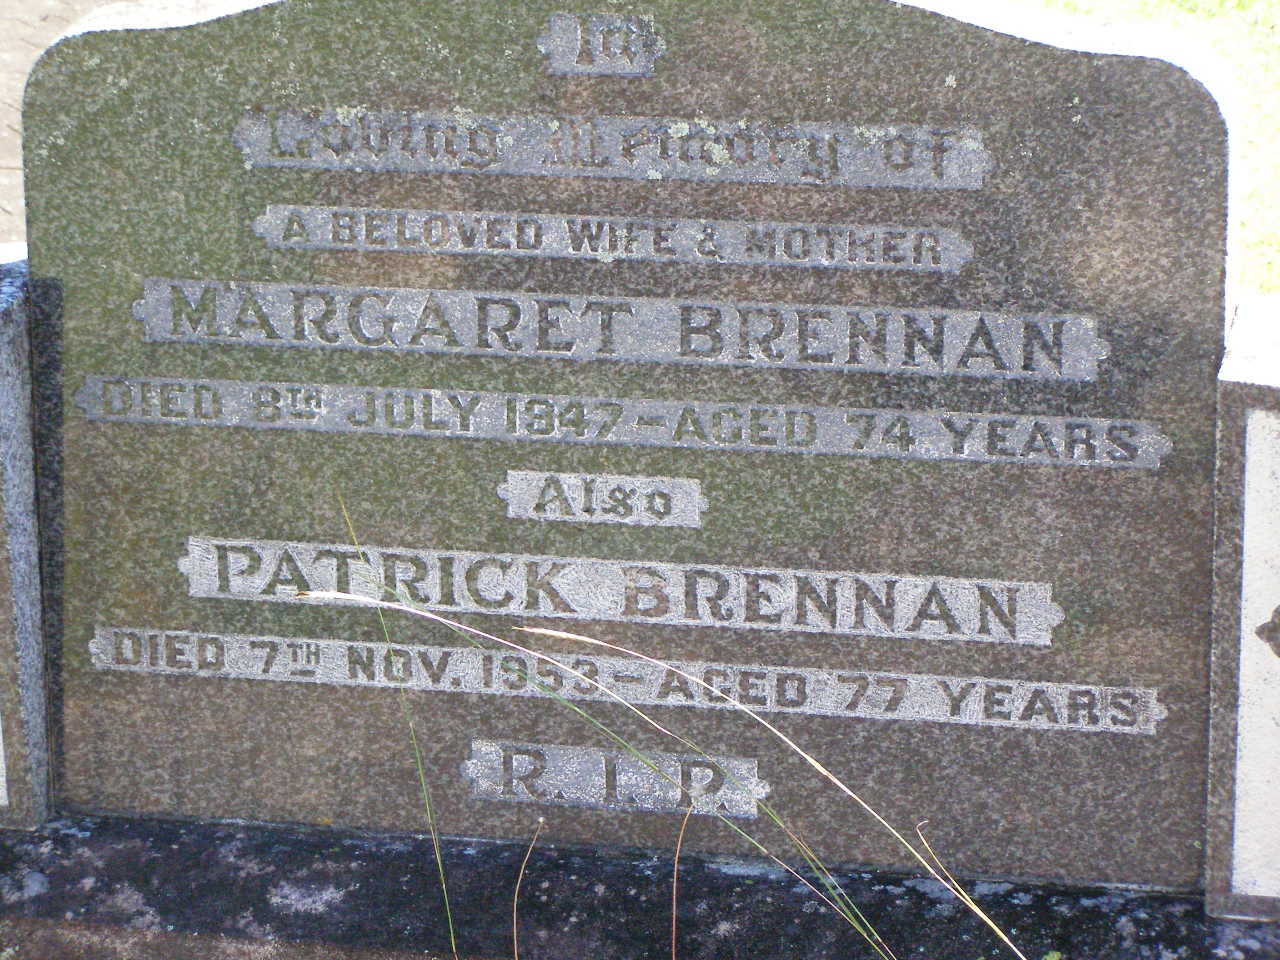 In
Loving Memory of
A BELOVED WIFE & MOTHER
MARGARET BRENNAN
DIED 8TH JULY 1947 - AGED 74 YEARS
Also
PATRICK BRENNAN
DIED 7TH NOV. 1953 - AGED 77 YEARS
R. I. P.